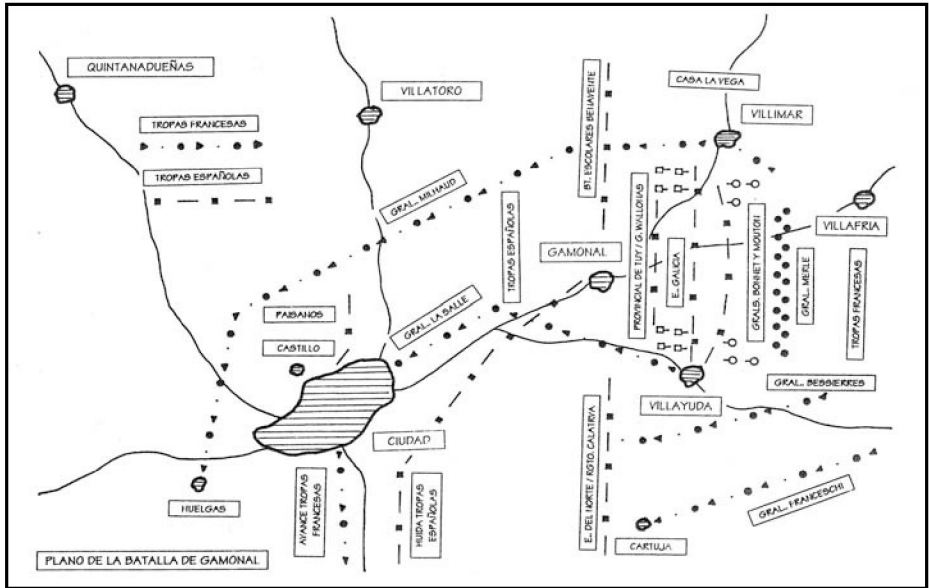 QUINTANADUEÑAS
VILLATORO
CASA LA VEGA
VILLIMAR
TROPAS FRANCESAS
BT. ESCOLARES BENAVENTE
TROPAS ESPAÑOLAS
GRAL. MILHAUD
TROPAS ESPAÑOLAS
PROVINCIAL DE TUY / G. WALLONAS
E. GALICIA
GRALS. BONNET Y MOUTON
GRAL. MERLE
VILLAFRIA
TROPAS FRANCESAS
GAMONAL
PAISANOS
CASTILLO
GRAL. LA SALLE
GRAL. BESSIERRES
VILLAYUDA
CIUDAD
E. DEL NORTE / RGTO. CALATRVA
HUELGAS
AVANCE TROPAS
FRANCESAS
HUIDA TROPAS
ESPAÑOLAS
GRAL. FRANCESCHI
CARTUJA
PLANO DE LA BATALLA DE GAMONAL